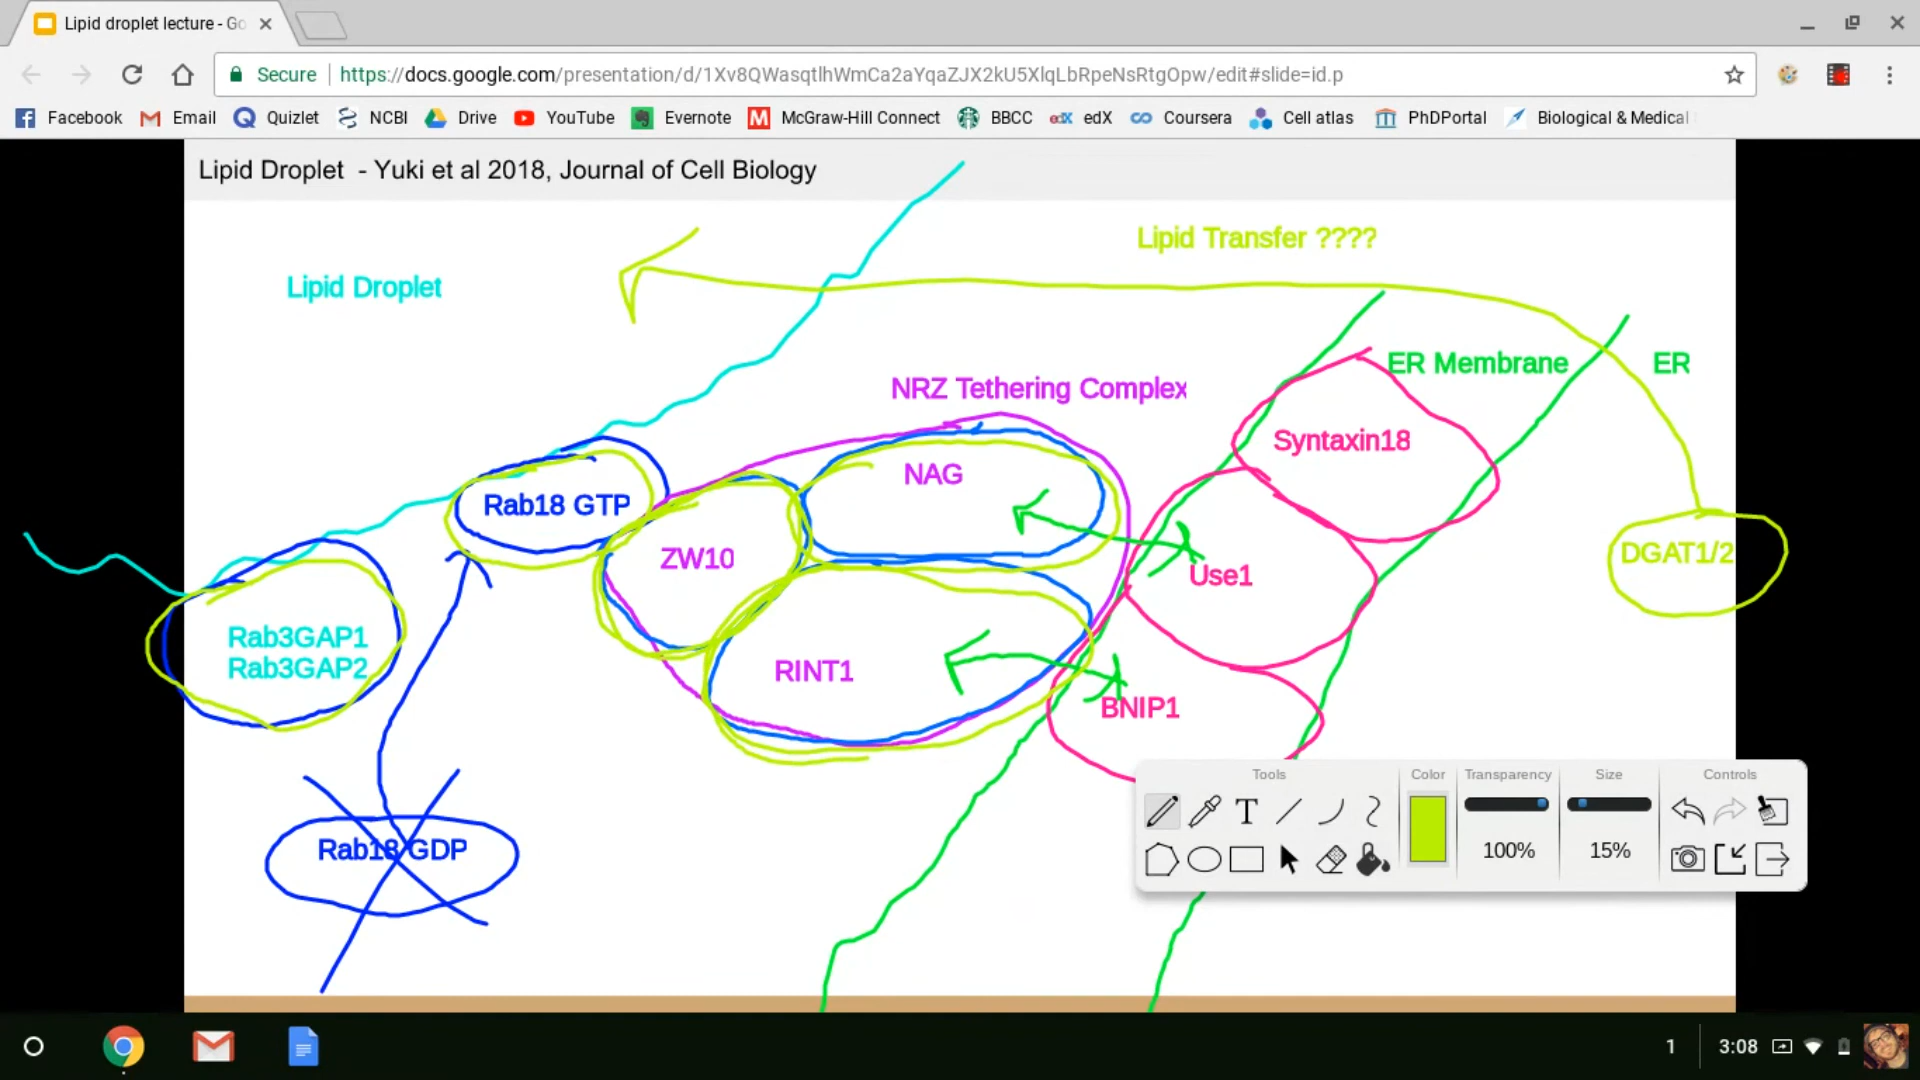 Lipid droplet lecture - Go
Secure
https://docs.google.com/presentation/d/1Xv8QWasqtlhWmCa2aYqaZJX2kU5XlqLbRpeNsRtgOpw/edit#slide=id.p
Facebook Email Quizlet NCBI Drive YouTube Evernote McGraw-Hill Connect BBCC edX Coursera Cell atlas PhDPortal Biological & Medical
Lipid Droplet - Yuki et al 2018, Journal of Cell Biology
Lipid Transfer ????
Lipid Droplet
ER Membrane
ER
NRZ Tethering Complex
Syntaxin18
NAG
Rab18 GTP
ZW10
DGAT1/2
Use1
Rab3GAP1
Rab3GAP2
RINT1
BNIP1
Rab18 GDP
Tools Color Transparency Size Controls
T
100% 15%
1 3:08